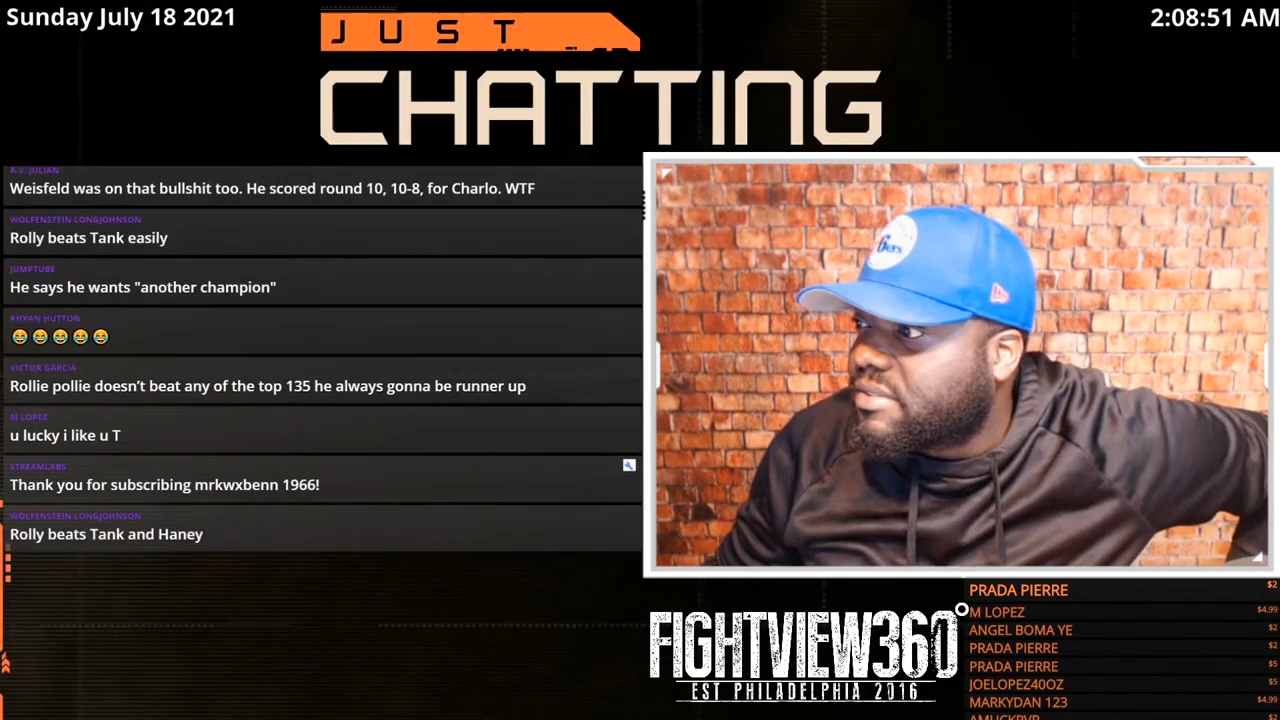 Sunday July 18 2021
2:08:51 AM
JUST
CHATTING
A.V. JULIAN
Weisfeld was on that bullshit too. He scored round 10, 10-8, for Charlo. WTF
WOLFENSTEIN LONGJOHNSON
Rolly beats Tank easily
JUMPTUBE
He says he wants "another champion"
RHYAN HUTTON
😂😂😂😂😂
VICTOR GARCIA
Rollie pollie doesn't beat any of the top 135 he always gonna be runner up
M LOPEZ
u lucky i like u T
STREAMLABS
Thank you for subscribing mrkwxbenn 1966!
WOLFENSTEIN LONGJOHNSON
Rolly beats Tank and Haney
6ers
FIGHTVIEW360°
EST PHILADELPHIA 2016
PRADA PIERRE $2
M LOPEZ $4.99
ANGEL BOMA YE $2
PRADA PIERRE $2
PRADA PIERRE $5
JOELOPEZ40OZ $5
MARKYDAN 123 $4.99